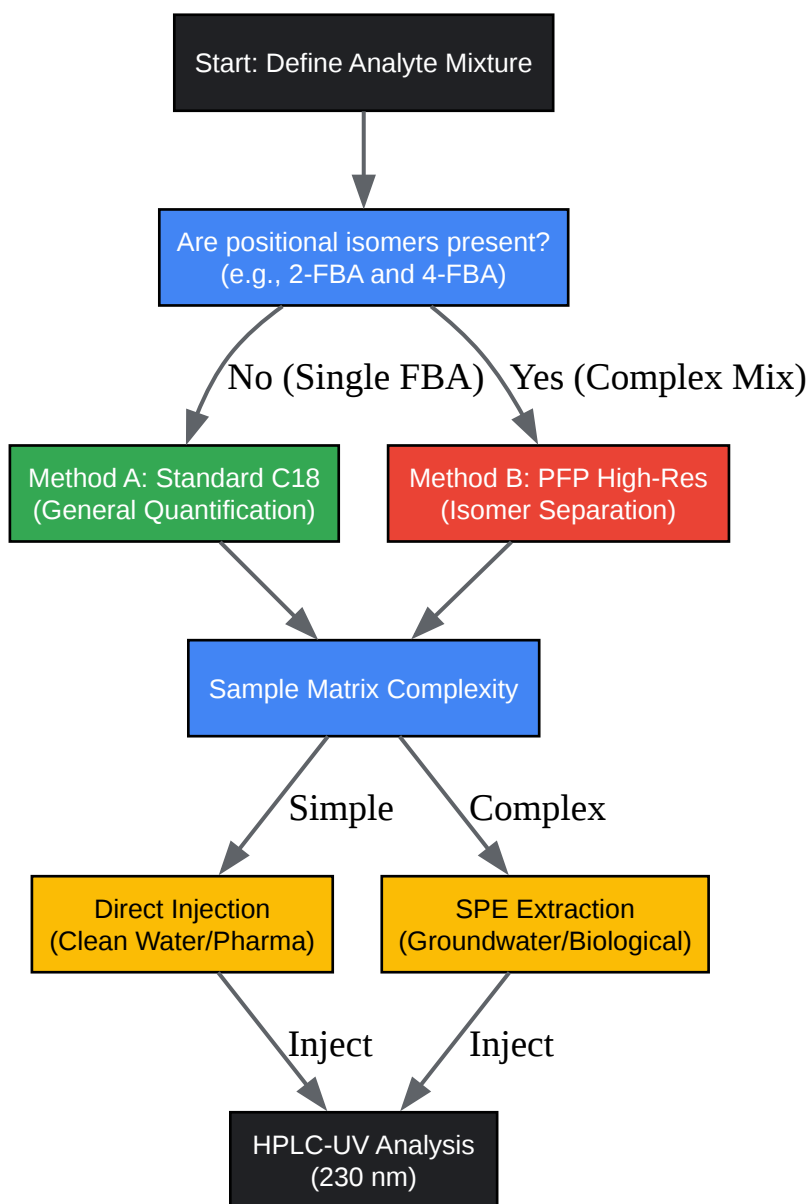 Start: Define Analyte Mixture
Are positional isomers present?
(e.g., 2-FBA and 4-FBA)
No (Single FBA)
Yes (Complex Mix)
Method A: Standard C18
(General Quantification)
Method B: PFP High-Res
(Isomer Separation)
Sample Matrix Complexity
Simple
Complex
Direct Injection
(Clean Water/Pharma)
SPE Extraction
(Groundwater/Biological)
Inject
Inject
HPLC-UV Analysis
(230 nm)